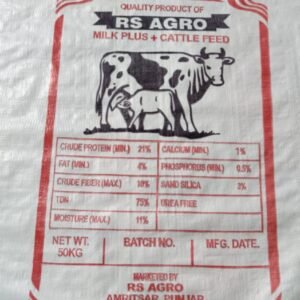 QUALITY PRODUCT OF
RS AGRO
MILK PLUS + CATTLE FEED
CRUDE PROTEIN (MIN.) 21%
FAT (MIN.) 4%
CRUDE FIBER (MAX.) 10%
TDN 75%
MOISTURE (MAX.) 11%
CALCIUM (MIN.) 1%
PHOSPHORUS (MIN.) 0.5%
SAND SILICA 3%
UREA FREE
NET WT. 50KG
BATCH NO.
MFG. DATE.
MARKETED BY
RS AGRO
AMRITSAR, PUNJAB